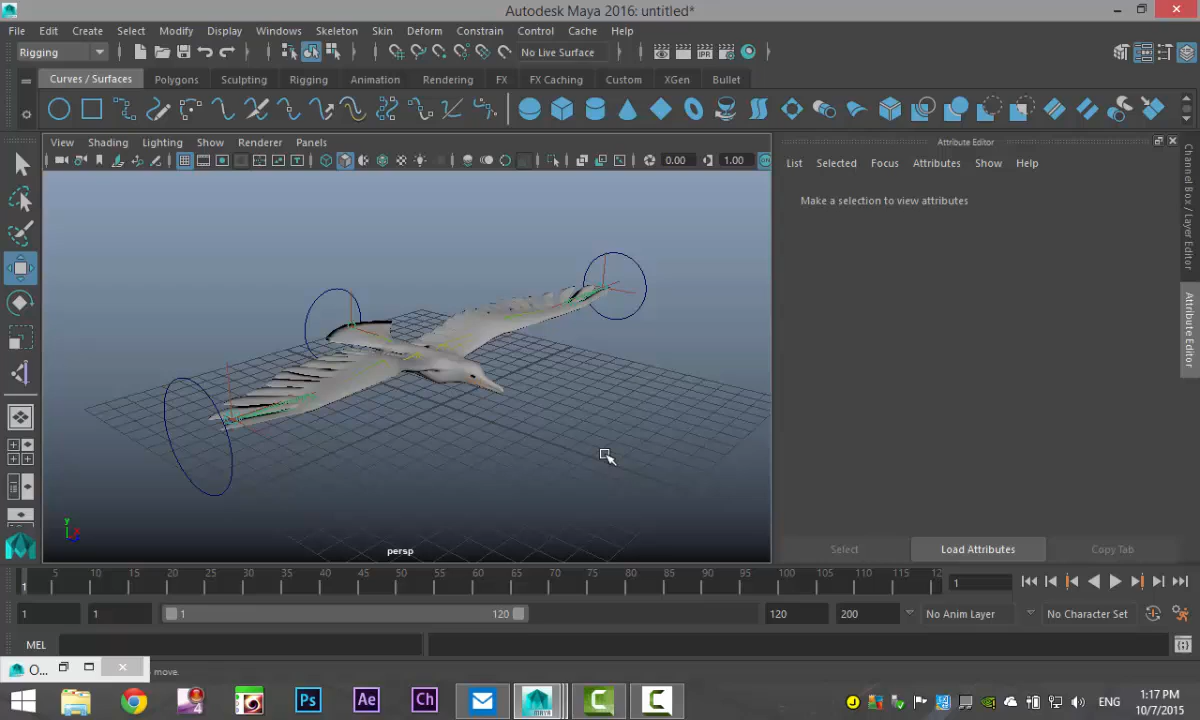 Autodesk Maya 2016: untitled*
File Edit Create Select Modify Display Windows Skeleton Skin Deform Constrain Control Cache Help
Rigging No Live Surface
Curves / Surfaces Polygons Sculpting Rigging Animation Rendering FX FX Caching Custom XGen Bullet
View Shading Lighting Show Renderer Panels
0.00 1.00
Attribute Editor
List Selected Focus Attributes Show Help
Make a selection to view attributes
Channel Box / Layer Editor
Attribute Editor
y
x
persp
Select Load Attributes Copy Tab
5 10 15 20 25 30 35 40 45 50 55 60 65 70 75 80 85 90 95 100 105 110 115 12
1 1
1 1 1 120 120 200 No Anim Layer No Character Set
MEL
O... move.
4 Ps Ae Ch MAYA ENG 1:17 PM
10/7/2015